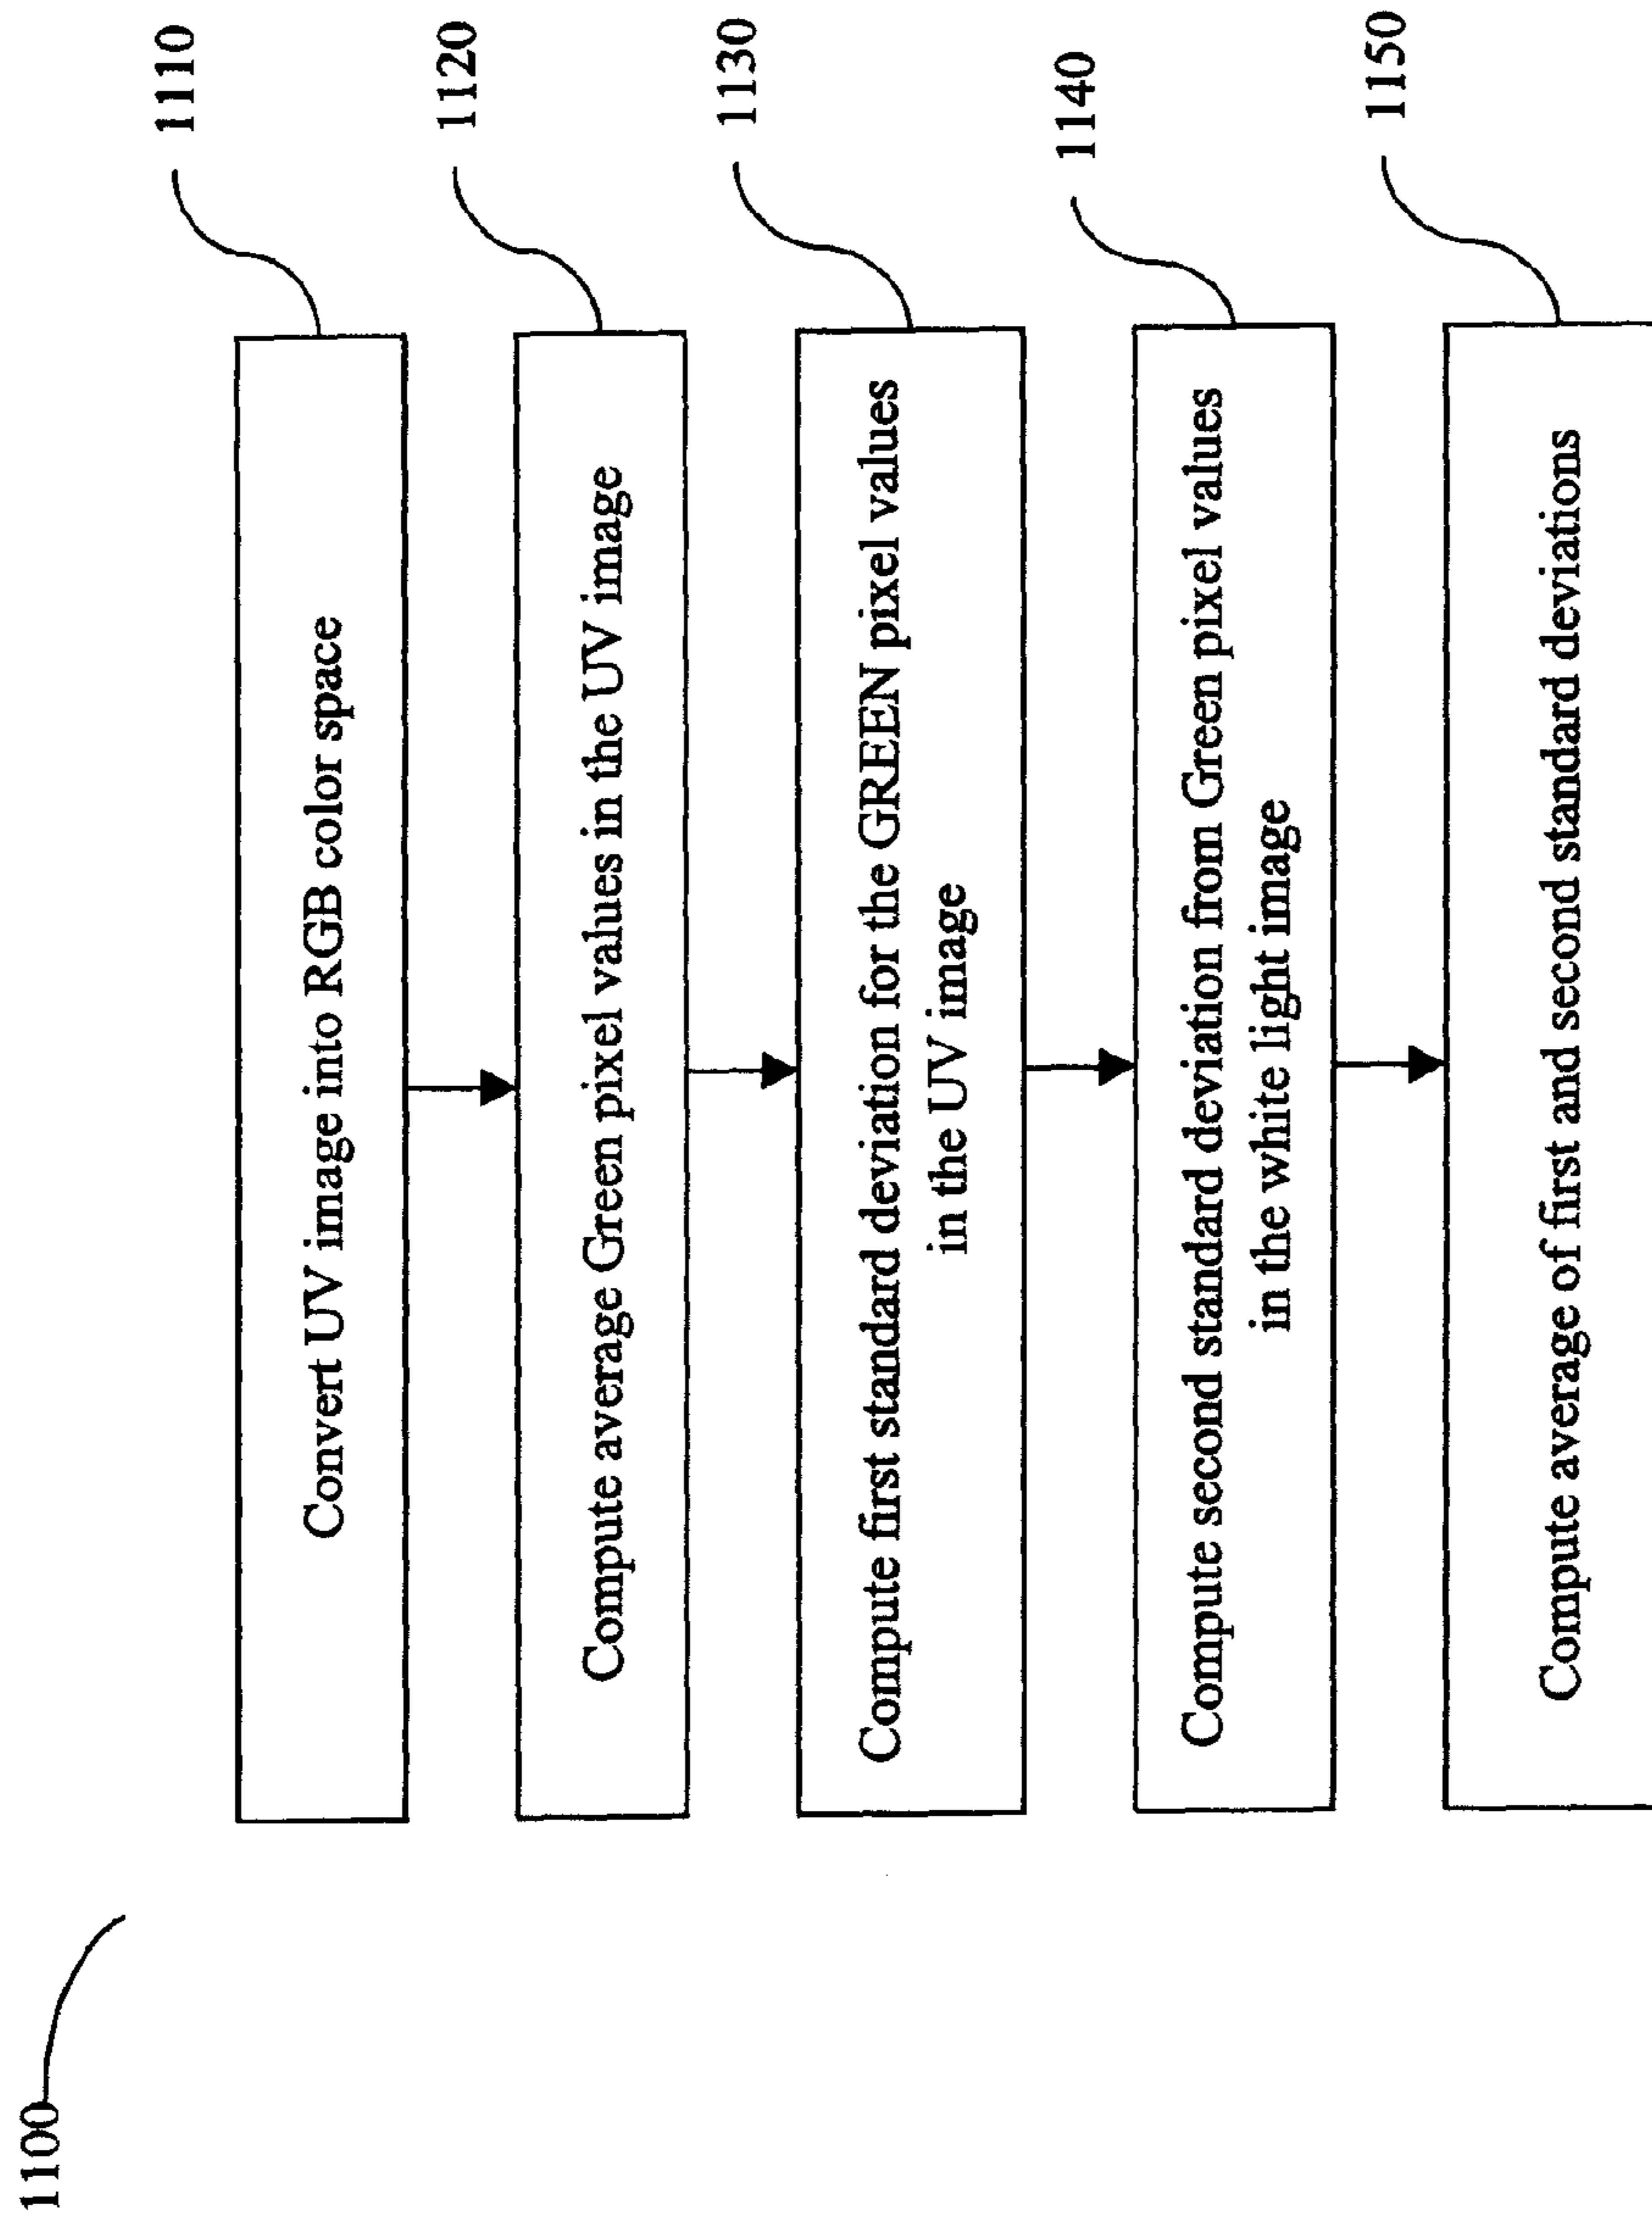 1100
1110
Convert UV image into RGB color space
1120
Compute average Green pixel values in the UV image
1130
Compute first standard deviation for the GREEN pixel values
in the UV image
1140
Compute second standard deviation from Green pixel values
in the white light image
1150
Compute average of first and second standard deviations